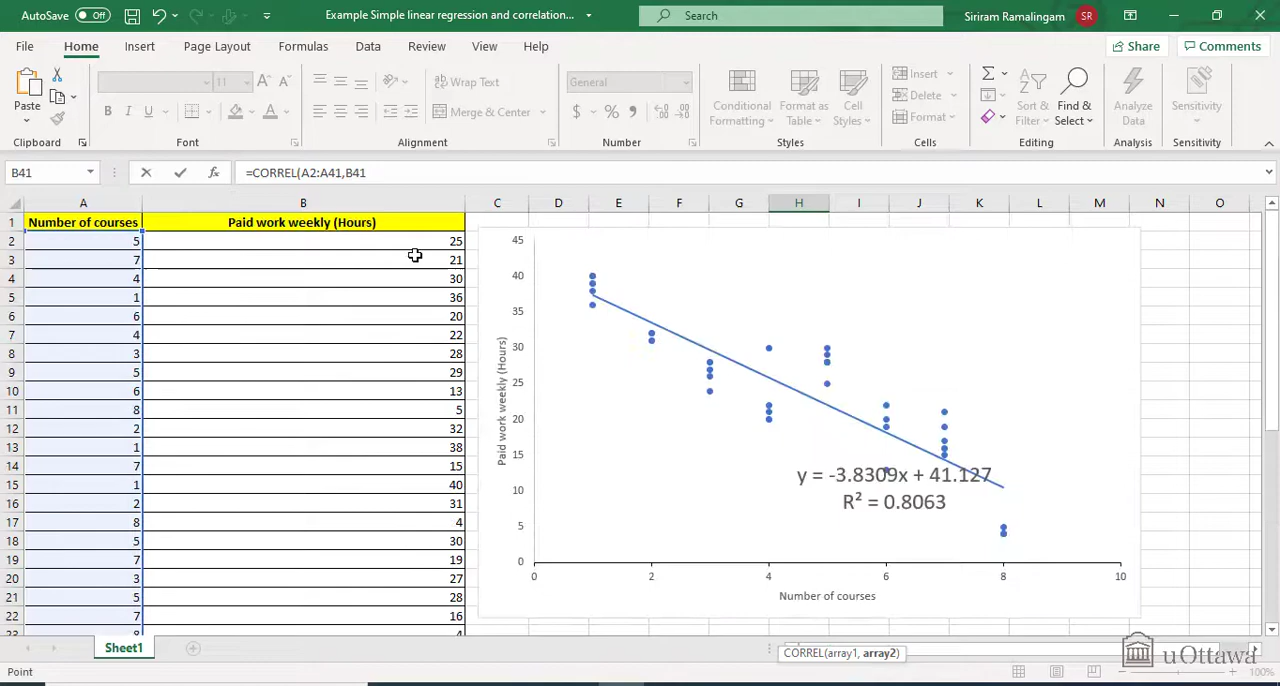 AutoSave Off Example Simple linear regression and correlation... Search Siriram Ramalingam SR
File Home Insert Page Layout Formulas Data Review View Help Share Comments
Paste 11 A A Wrap Text General Insert Σ
B I U A Merge & Center $ % 9 Conditional Formatting Format as Table Cell Styles Delete Format Sort & Filter Find & Select Analyze Data Sensitivity
Clipboard Font Alignment Number Styles Cells Editing Analysis Sensitivity
B41 fx =CORREL(A2:A41,B41
A B C D E F G H I J K L M N O
1 Number of courses Paid work weekly (Hours)
2 5 25
3 7 21
4 4 30
5 1 36
6 6 20
7 4 22
8 3 28
9 5 29
10 6 13
11 8 5
12 2 32
13 1 38
14 7 15
15 1 40
16 2 31
17 8 4
18 5 30
19 7 19
20 3 27
21 5 28
22 7 16
23 8 4
45
40
35
30
25
20
15
10
5
0
Paid work weekly (Hours)
y = -3.8309x + 41.127
R² = 0.8063
0 2 4 6 8 10
Number of courses
Sheet1
CORREL(array1, array2)
uOttawa
Point 100%